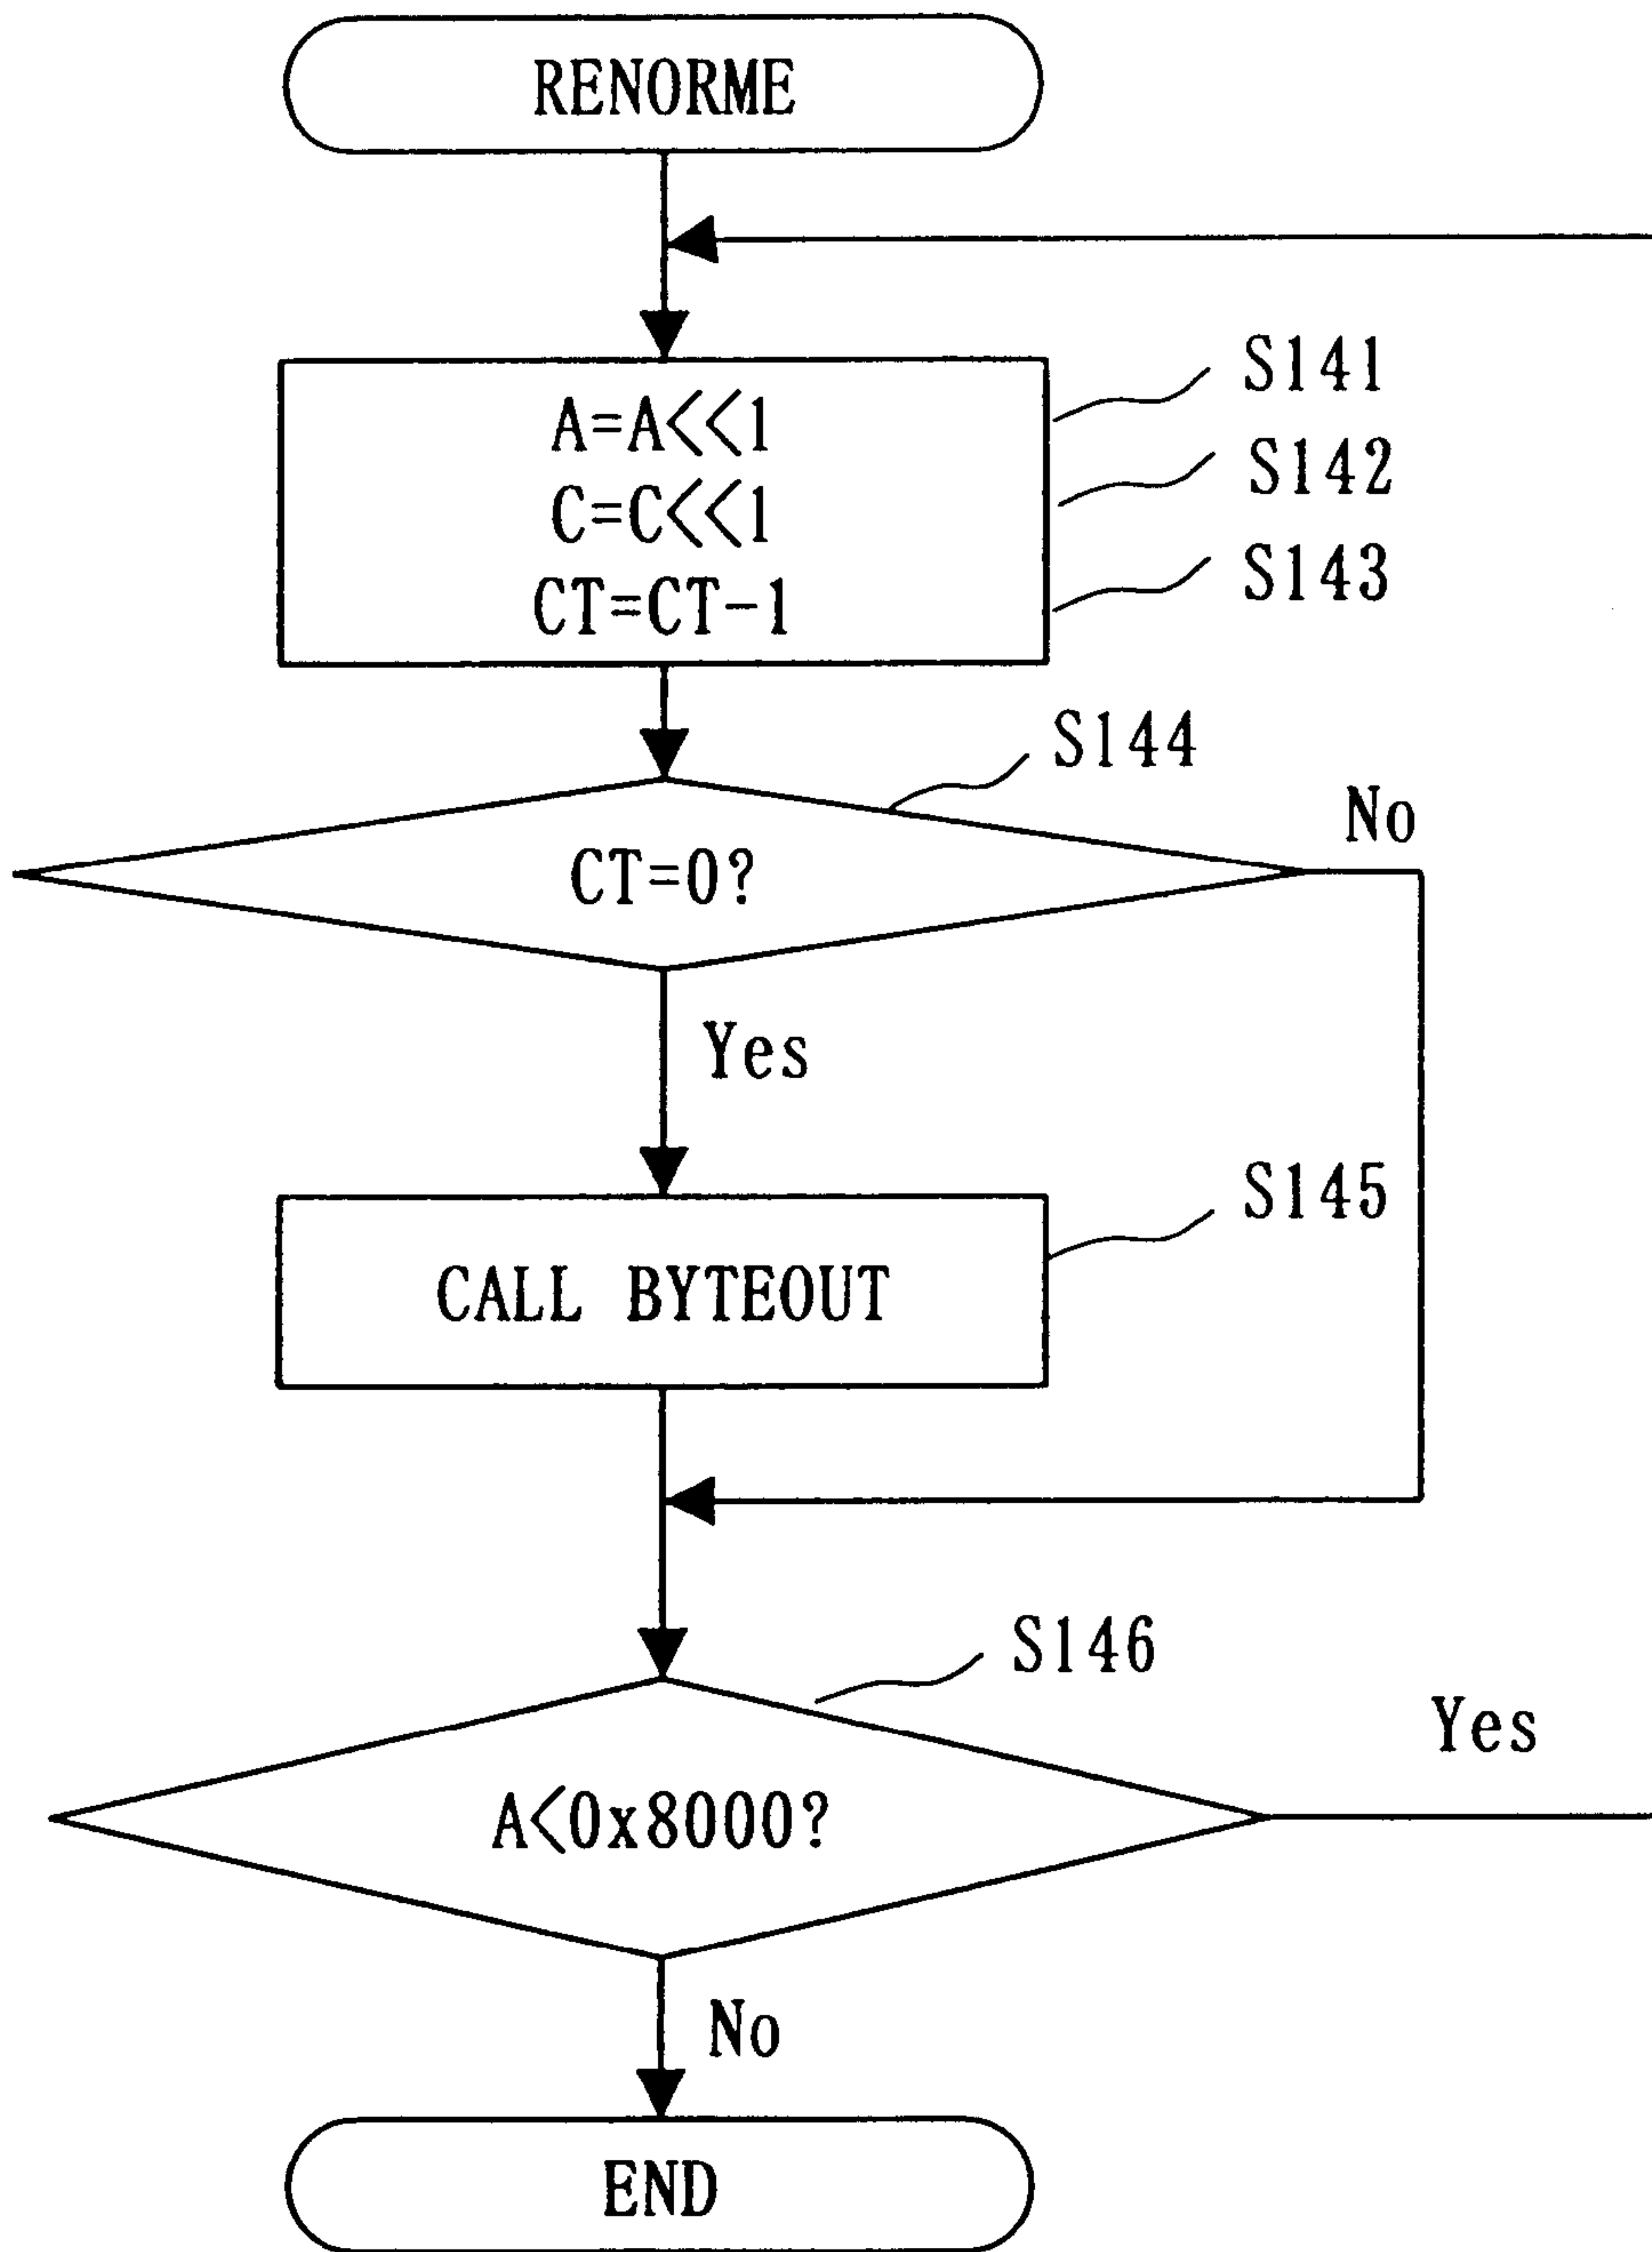 RENORME
A=A<<1
S141
C=C<<1
S142
CT=CT-1
S143
S144
CT=0?
No
Yes
CALL BYTEOUT
S145
S146
A<0x8000?
Yes
No
END